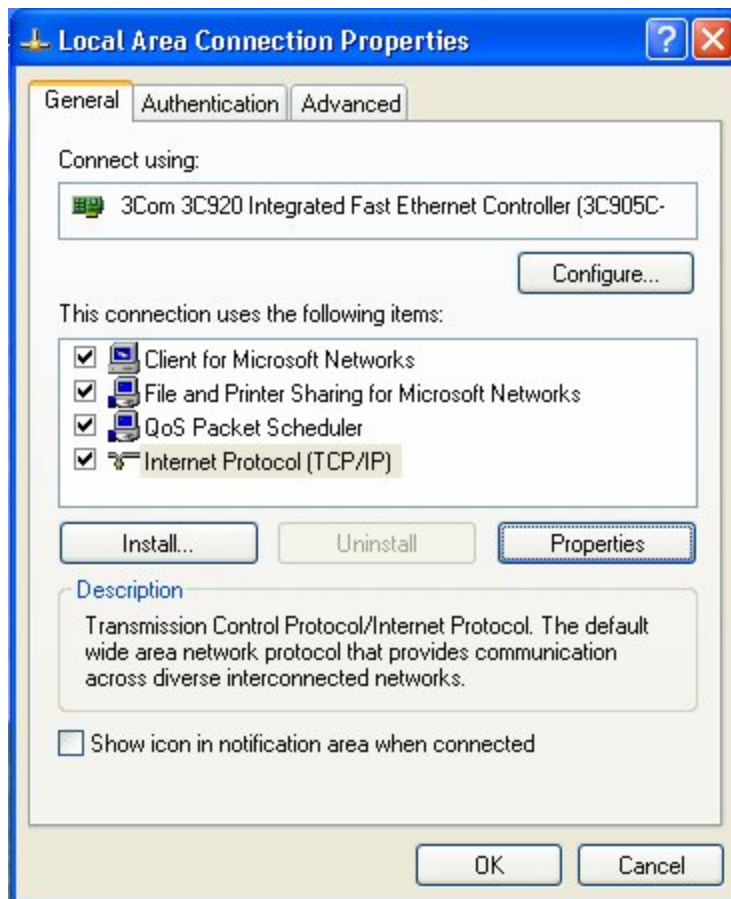 Local Area Connection Properties
General Authentication Advanced
Connect using:
3Com 3C920 Integrated Fast Ethernet Controller (3C905C-
Configure...
This connection uses the following items:
Client for Microsoft Networks
File and Printer Sharing for Microsoft Networks
QoS Packet Scheduler
Internet Protocol (TCP/IP)
Install... Uninstall Properties
Description
Transmission Control Protocol/Internet Protocol. The default
wide area network protocol that provides communication
across diverse interconnected networks.
Show icon in notification area when connected
OK Cancel